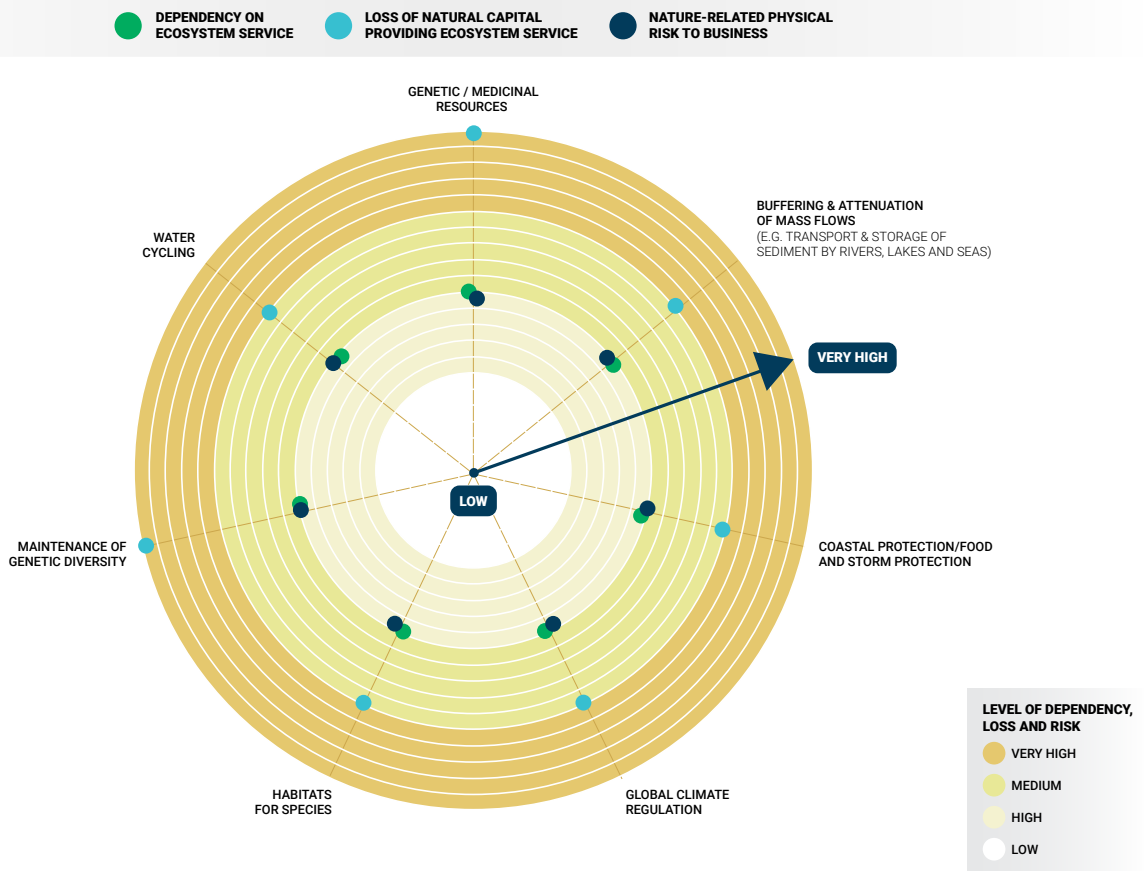 DEPENDENCY ON
ECOSYSTEM SERVICE
LOSS OF NATURAL CAPITAL
PROVIDING ECOSYSTEM SERVICE
NATURE-RELATED PHYSICAL
RISK TO BUSINESS
GENETIC / MEDICINAL
RESOURCES
BUFFERING & ATTENUATION
OF MASS FLOWS
(E.G. TRANSPORT & STORAGE OF
SEDIMENT BY RIVERS, LAKES AND SEAS)
WATER
CYCLING
VERY HIGH
LOW
MAINTENANCE OF
GENETIC DIVERSITY
COASTAL PROTECTION/FOOD
AND STORM PROTECTION
HABITATS
FOR SPECIES
GLOBAL CLIMATE
REGULATION
LEVEL OF DEPENDENCY,
LOSS AND RISK
VERY HIGH
MEDIUM
HIGH
LOW